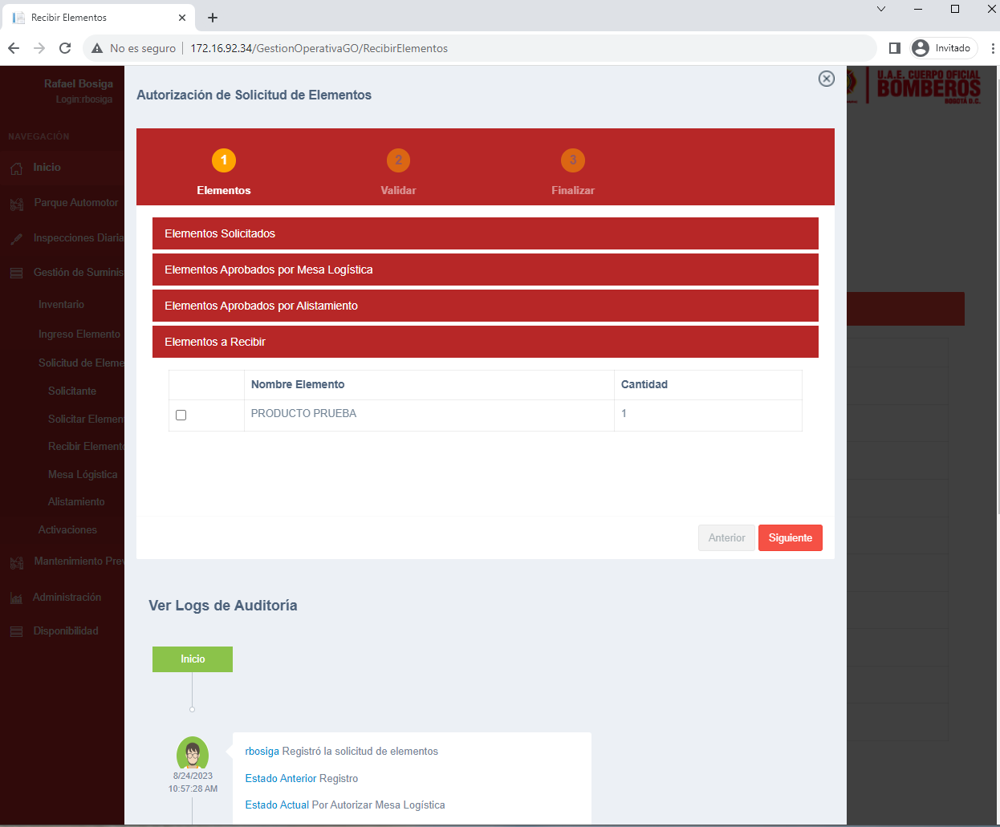 Recibir Elementos
No es seguro 172.16.92.34/GestionOperativaGO/RecibirElementos
Invitado
Rafael Bosiga
Login:rbosiga
NAVEGACIÓN
Inicio
Parque Automotor
Inspecciones Diaria
Gestión de Suminis
Inventario
Ingreso Elemento
Solicitud de Eleme
Solicitante
Solicitar Elemen
Recibir Elemento
Mesa Lógistica
Alistamiento
Activaciones
Mantenimiento Prev
Administración
Disponibilidad
U.A.E. CUERPO OFICIAL
BOMBEROS
BOGOTÁ D.C.
Autorización de Solicitud de Elementos
1 2 3
Elementos Validar Finalizar
Elementos Solicitados
Elementos Aprobados por Mesa Logística
Elementos Aprobados por Alistamiento
Elementos a Recibir
Nombre Elemento Cantidad
PRODUCTO PRUEBA 1
Anterior Siguiente
Ver Logs de Auditoría
Inicio
8/24/2023
10:57:28 AM
rbosiga Registró la solicitud de elementos
Estado Anterior Registro
Estado Actual Por Autorizar Mesa Logística